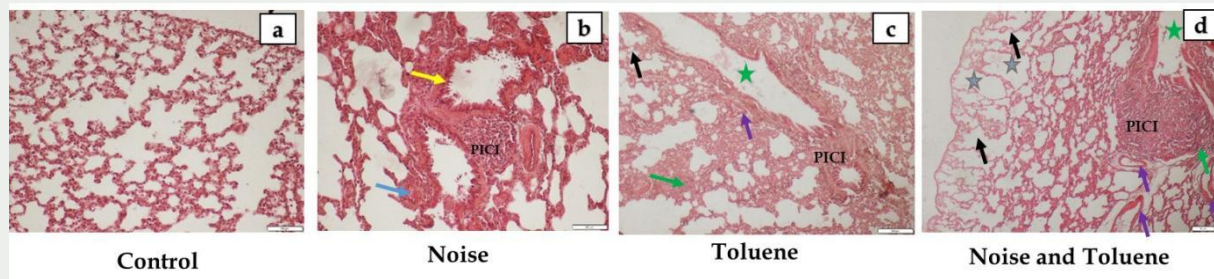 a
b
c
d
PICI
PICI
PICI
Control
Noise
Toluene
Noise and Toluene